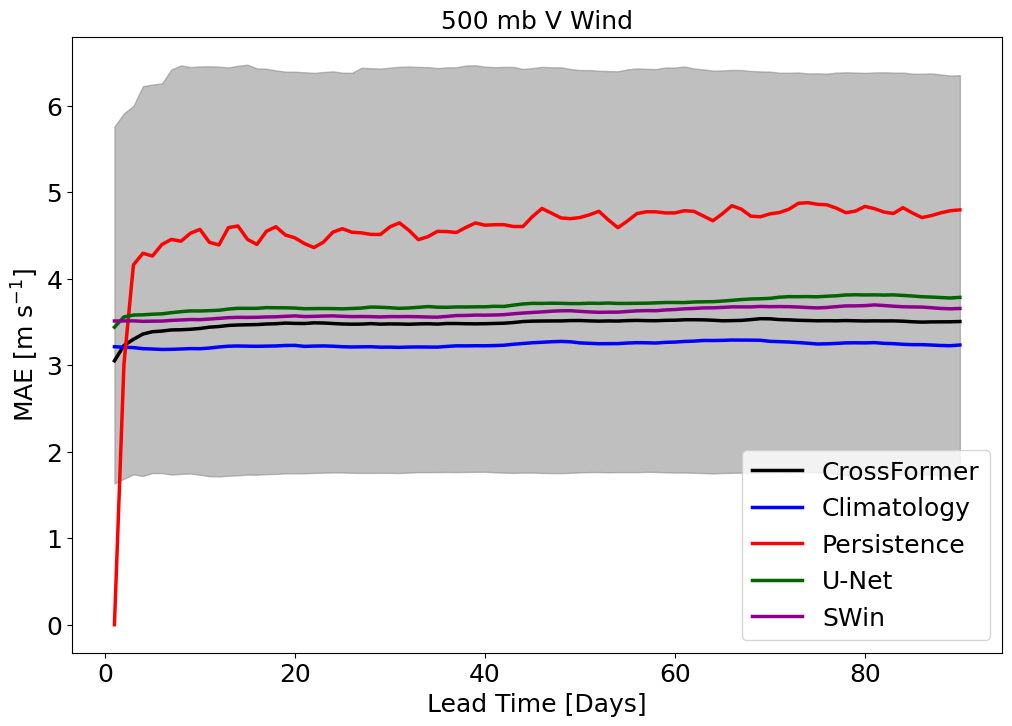 500 mb V Wind
MAE [m s⁻¹]
6
5
4
3
2
1
0
0 20 40 60 80
Lead Time [Days]
CrossFormer
Climatology
Persistence
U-Net
SWin